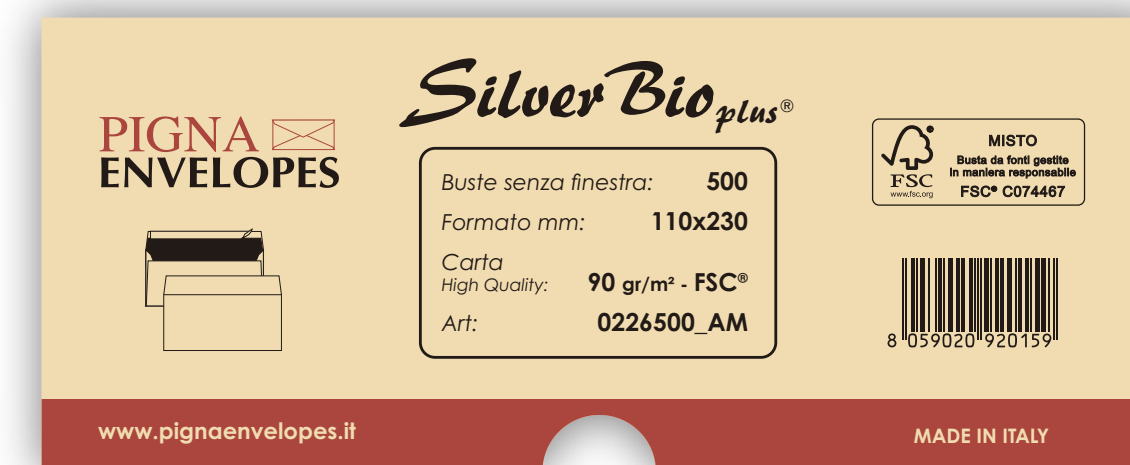 Silver Bio plus®
PIGNA
ENVELOPES
Buste senza finestra: 500
Formato mm: 110x230
Carta
High Quality: 90 gr/m² - FSC®
Art: 0226500_AM
FSC
www.fsc.org
MISTO
Busta da fonti gestite
in maniera responsabile
FSC® C074467
8 059020 920159
www.pignaenvelopes.it
MADE IN ITALY